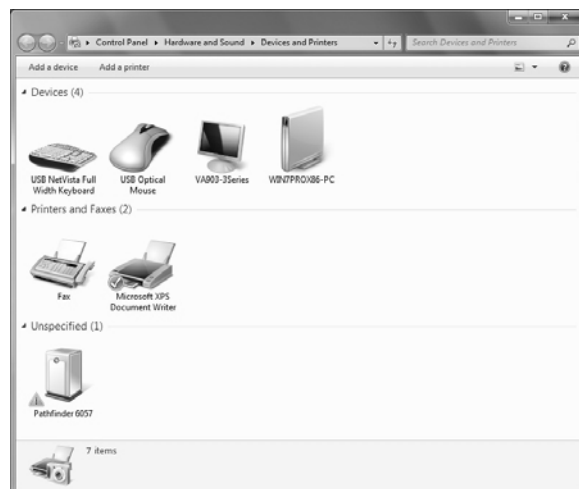 Control Panel ▸ Hardware and Sound ▸ Devices and Printers
Search Devices and Printers
Add a device Add a printer
Devices (4)
USB NetVista Full
Width Keyboard
USB Optical
Mouse
VA903-3Series
WIN7PROX86-PC
Printers and Faxes (2)
Fax
Microsoft XPS
Document Writer
Unspecified (1)
Pathfinder 6057
7 items